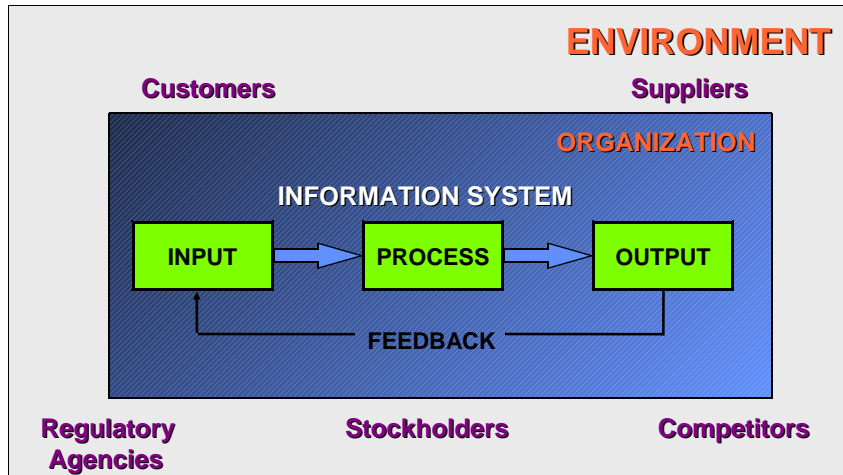 ENVIRONMENT
Customers
Suppliers
ORGANIZATION
INFORMATION SYSTEM
INPUT
PROCESS
OUTPUT
FEEDBACK
Regulatory
Agencies
Stockholders
Competitors